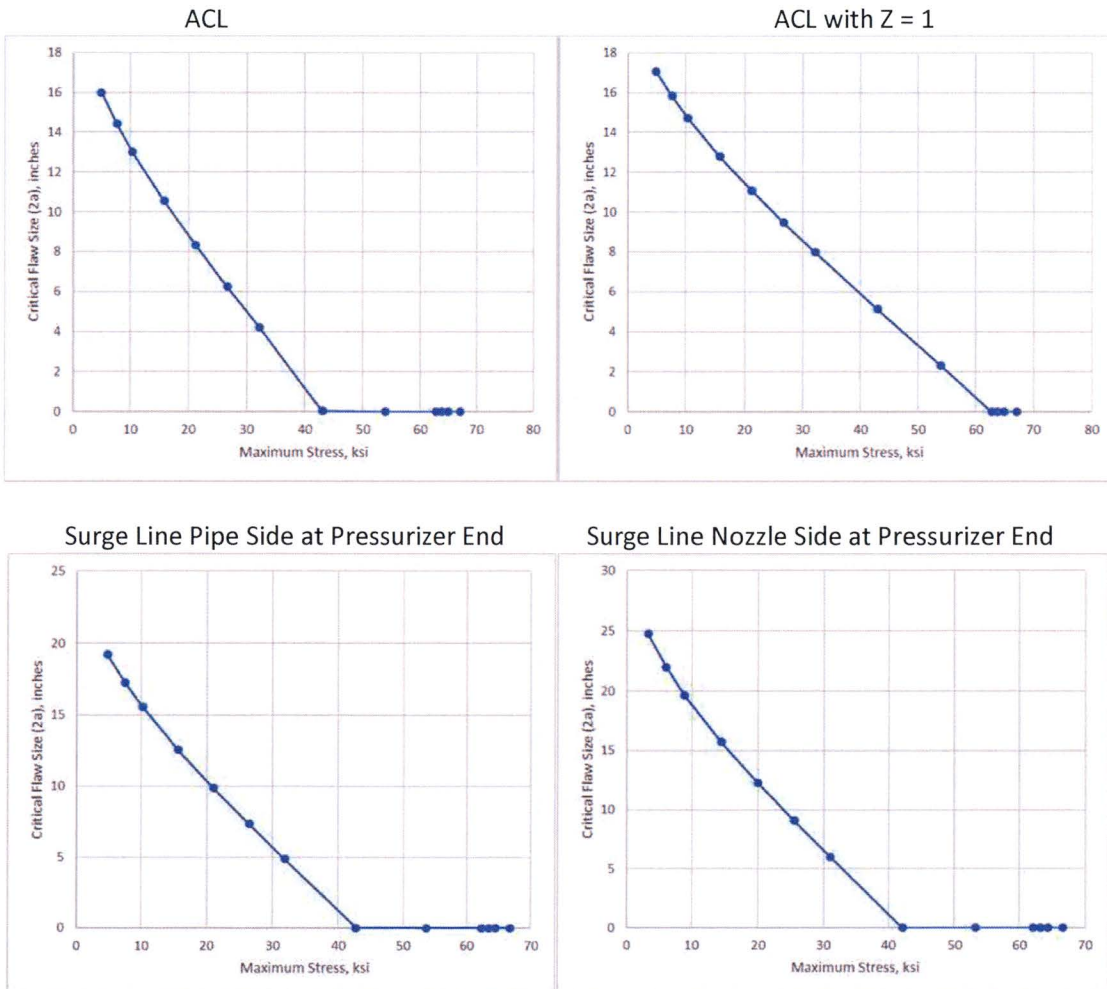 ACL
ACL with Z = 1
18
16
14
12
10
8
6
4
2
0
Critical Flaw Size (2a), inches
0 10 20 30 40 50 60 70 80
Maximum Stress, ksi
18
16
14
12
10
8
6
4
2
0
Critical Flaw Size (2a), inches
0 10 20 30 40 50 60 70 80
Maximum Stress, ksi
Surge Line Pipe Side at Pressurizer End
Surge Line Nozzle Side at Pressurizer End
25
20
15
10
5
0
Critical Flaw Size (2a), inches
0 10 20 30 40 50 60 70
Maximum Stress, ksi
30
25
20
15
10
5
0
Critical Flaw Size (2a), inches
0 10 20 30 40 50 60 70
Maximum Stress, ksi